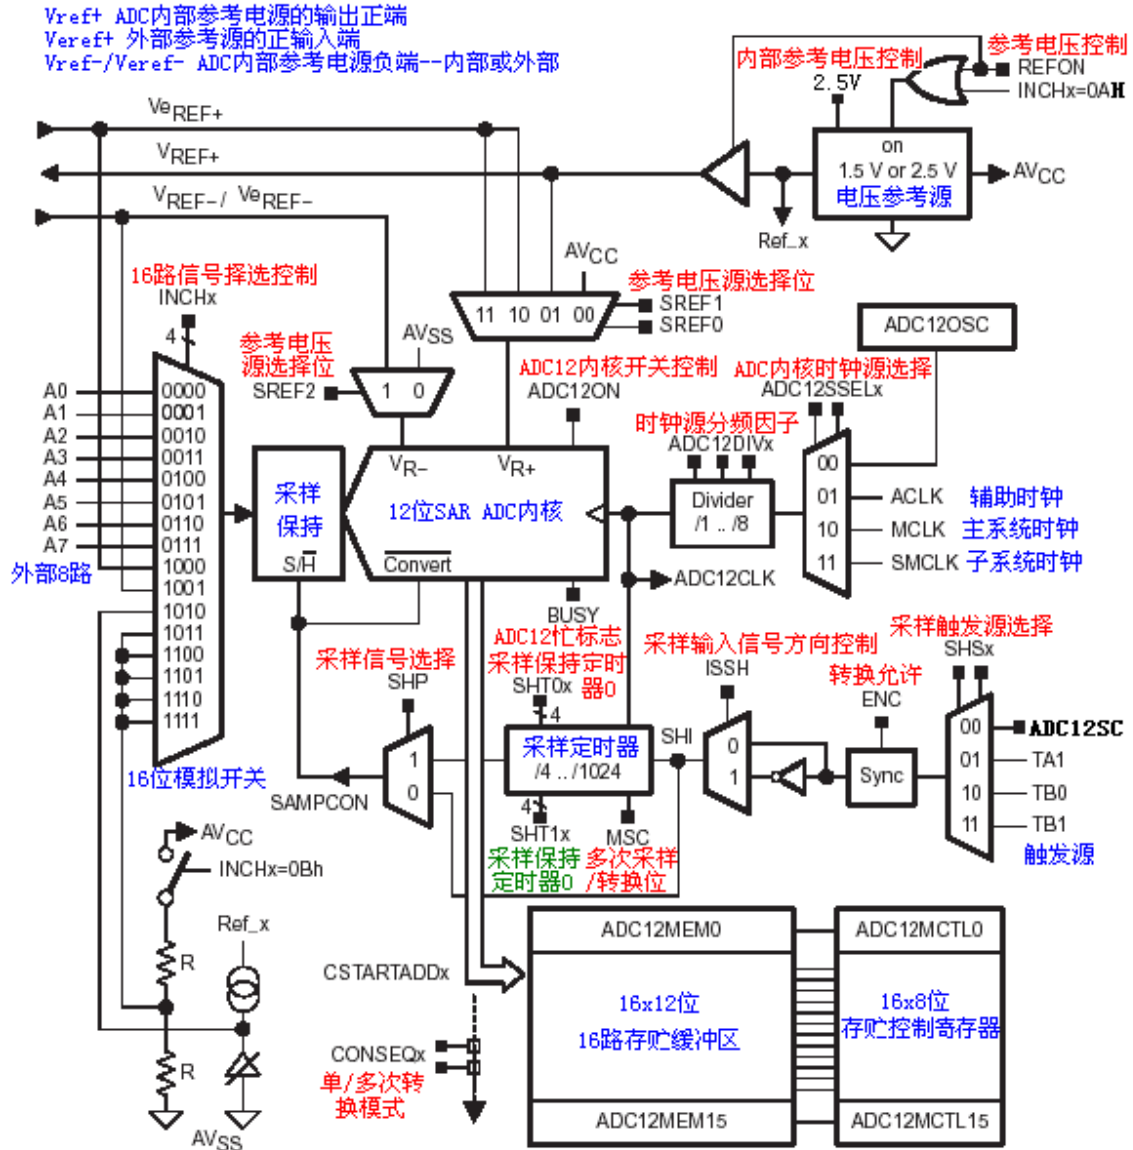 Vref+ ADC内部参考电源的输出正端
Veref+ 外部参考源的正输入端
Vref-/Veref- ADC内部参考电源负端--内部或外部
内部参考电压控制
参考电压控制
2.5V
REFON
INCHx=0AH
VeREF+
VREF+
VREF- / VeREF-
on
1.5 V or 2.5 V
电压参考源
AVCC
Ref_x
16路信号择选控制
INCHx
4
AVCC
参考电压源选择位
11 10 01 00
SREF1
SREF0
ADC12OSC
参考电压
源选择位
AVSS
SREF2
1 0
ADC12内核开关控制
ADC12ON
ADC内核时钟源选择
ADC12SSELx
时钟源分频因子
ADC12DIVx
A0
A1
A2
A3
A4
A5
A6
A7
外部8路
0000
0001
0010
0011
0100
0101
0110
0111
1000
1001
1010
1011
1100
1101
1110
1111
16位模拟开关
采样
保持
S/H
VR-
VR+
12位SAR ADC内核
Convert
Divider
/1 .. /8
00
01
10
11
ACLK 辅助时钟
MCLK 主系统时钟
SMCLK 子系统时钟
ADC12CLK
BUSY
ADC12忙标志
采样信号选择
SHP
采样保持定时
器0
SHT0x
4
采样输入信号方向控制
ISSH
采样触发源选择
SHSx
转换允许
ENC
1
0
SAMPCON
采样定时器
/4 .. /1024
SHI
0
1
Sync
00
01
10
11
ADC12SC
TA1
TB0
TB1
触发源
4
SHT1x
采样保持
定时器0
MSC
多次采样
/转换位
AVCC
INCHx=0Bh
Ref_x
R
R
AVSS
CSTARTADDx
CONSEQx
单/多次转
换模式
ADC12MEM0
16x12位
16路存贮缓冲区
ADC12MEM15
ADC12MCTL0
16x8位
存贮控制寄存器
ADC12MCTL15